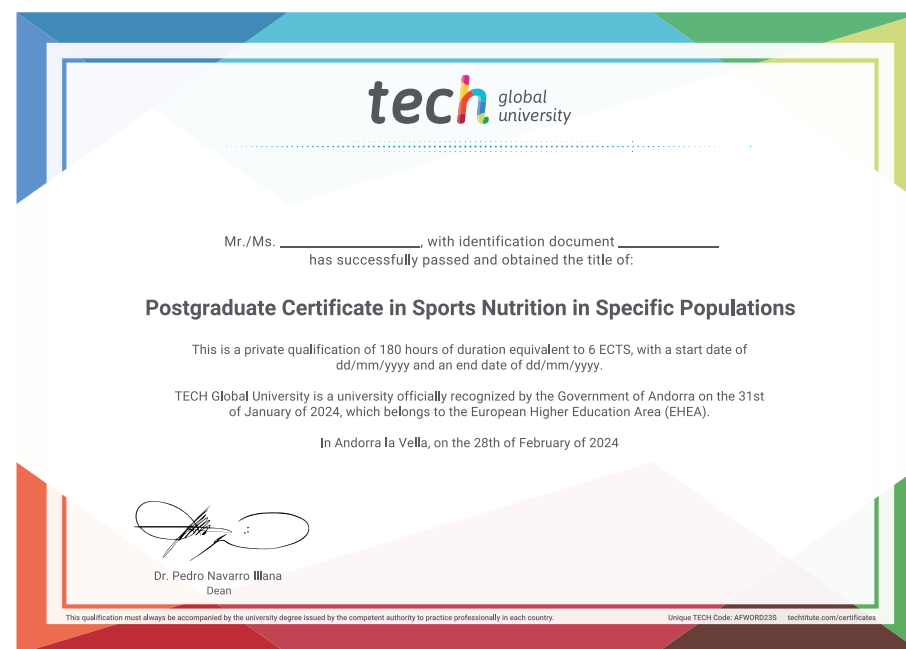 tech global university
Mr./Ms. ____________, with identification document ____________
has successfully passed and obtained the title of:
Postgraduate Certificate in Sports Nutrition in Specific Populations
This is a private qualification of 180 hours of duration equivalent to 6 ECTS, with a start date of
dd/mm/yyyy and an end date of dd/mm/yyyy.
TECH Global University is a university officially recognized by the Government of Andorra on the 31st
of January of 2024, which belongs to the European Higher Education Area (EHEA).
In Andorra la Vella, on the 28th of February of 2024
Dr. Pedro Navarro Illana
Dean
This qualification must always be accompanied by the university degree issued by the competent authority to practice professionally in each country.
Unique TECH Code: AFWORD23S techtitute.com/certificates